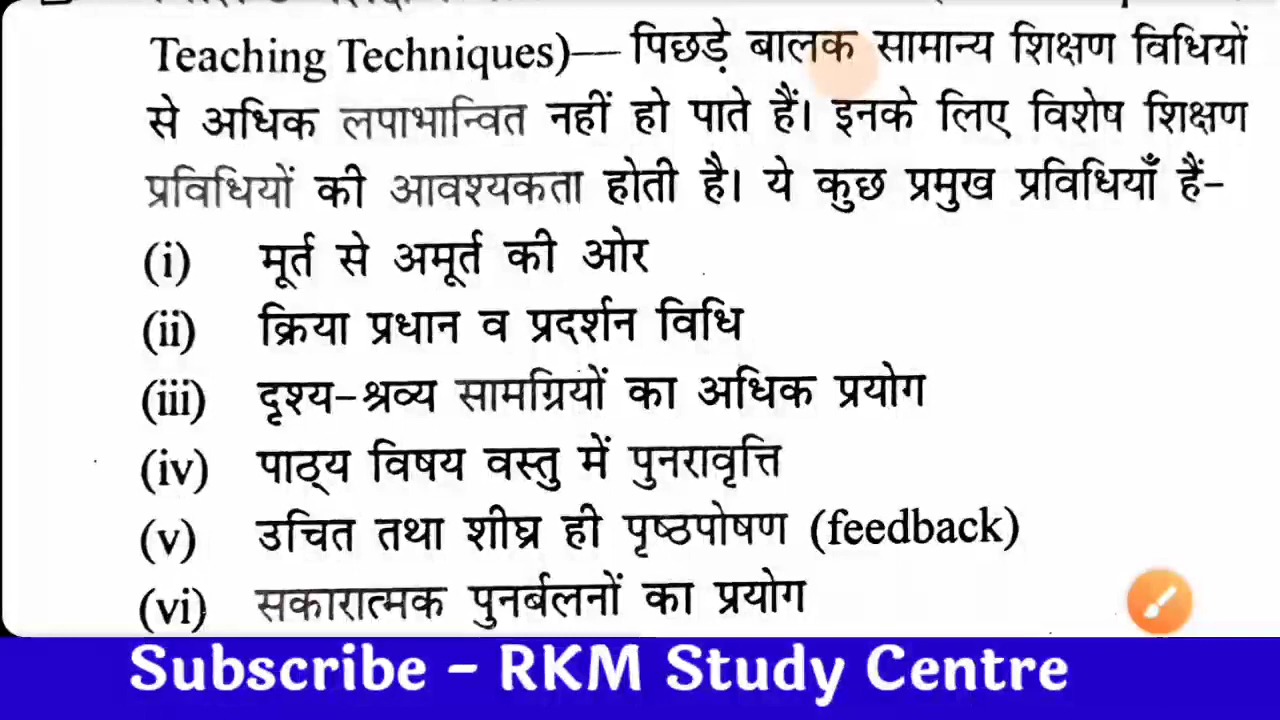 Teaching Techniques)— पिछड़े बालक सामान्य शिक्षण विधियों
से अधिक लपाभान्वित नहीं हो पाते हैं। इनके लिए विशेष शिक्षण
प्रविधियों की आवश्यकता होती है। ये कुछ प्रमुख प्रविधियाँ हैं-
(i) मूर्त से अमूर्त की ओर
(ii) क्रिया प्रधान व प्रदर्शन विधि
(iii) दृश्य-श्रव्य सामग्रियों का अधिक प्रयोग
(iv) पाठ्य विषय वस्तु में पुनरावृत्ति
(v) उचित तथा शीघ्र ही पृष्ठपोषण (feedback)
(vi) सकारात्मक पुनर्बलनों का प्रयोग
Subscribe - RKM Study Centre